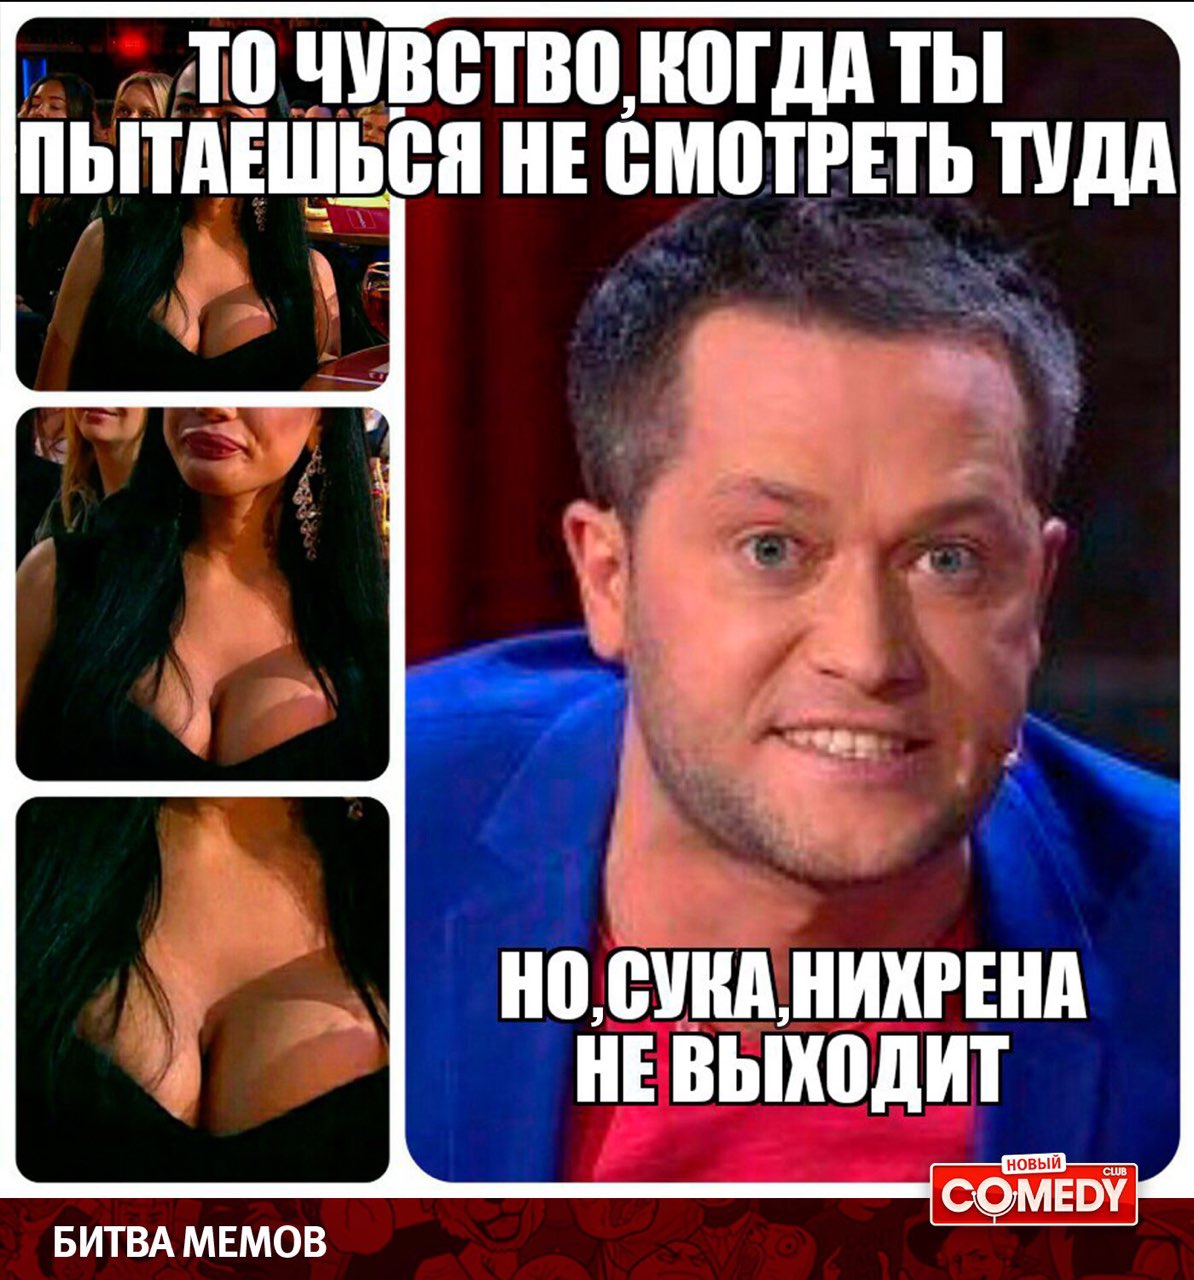 ТО ЧУВСТВО,КОГДА ТЫ
ПЫТАЕШЬСЯ НЕ СМОТРЕТЬ ТУДА
НО,СУКА,НИХРЕНА
НЕ ВЫХОДИТ
НОВЫЙ
COMEDY CLUB
БИТВА МЕМОВ